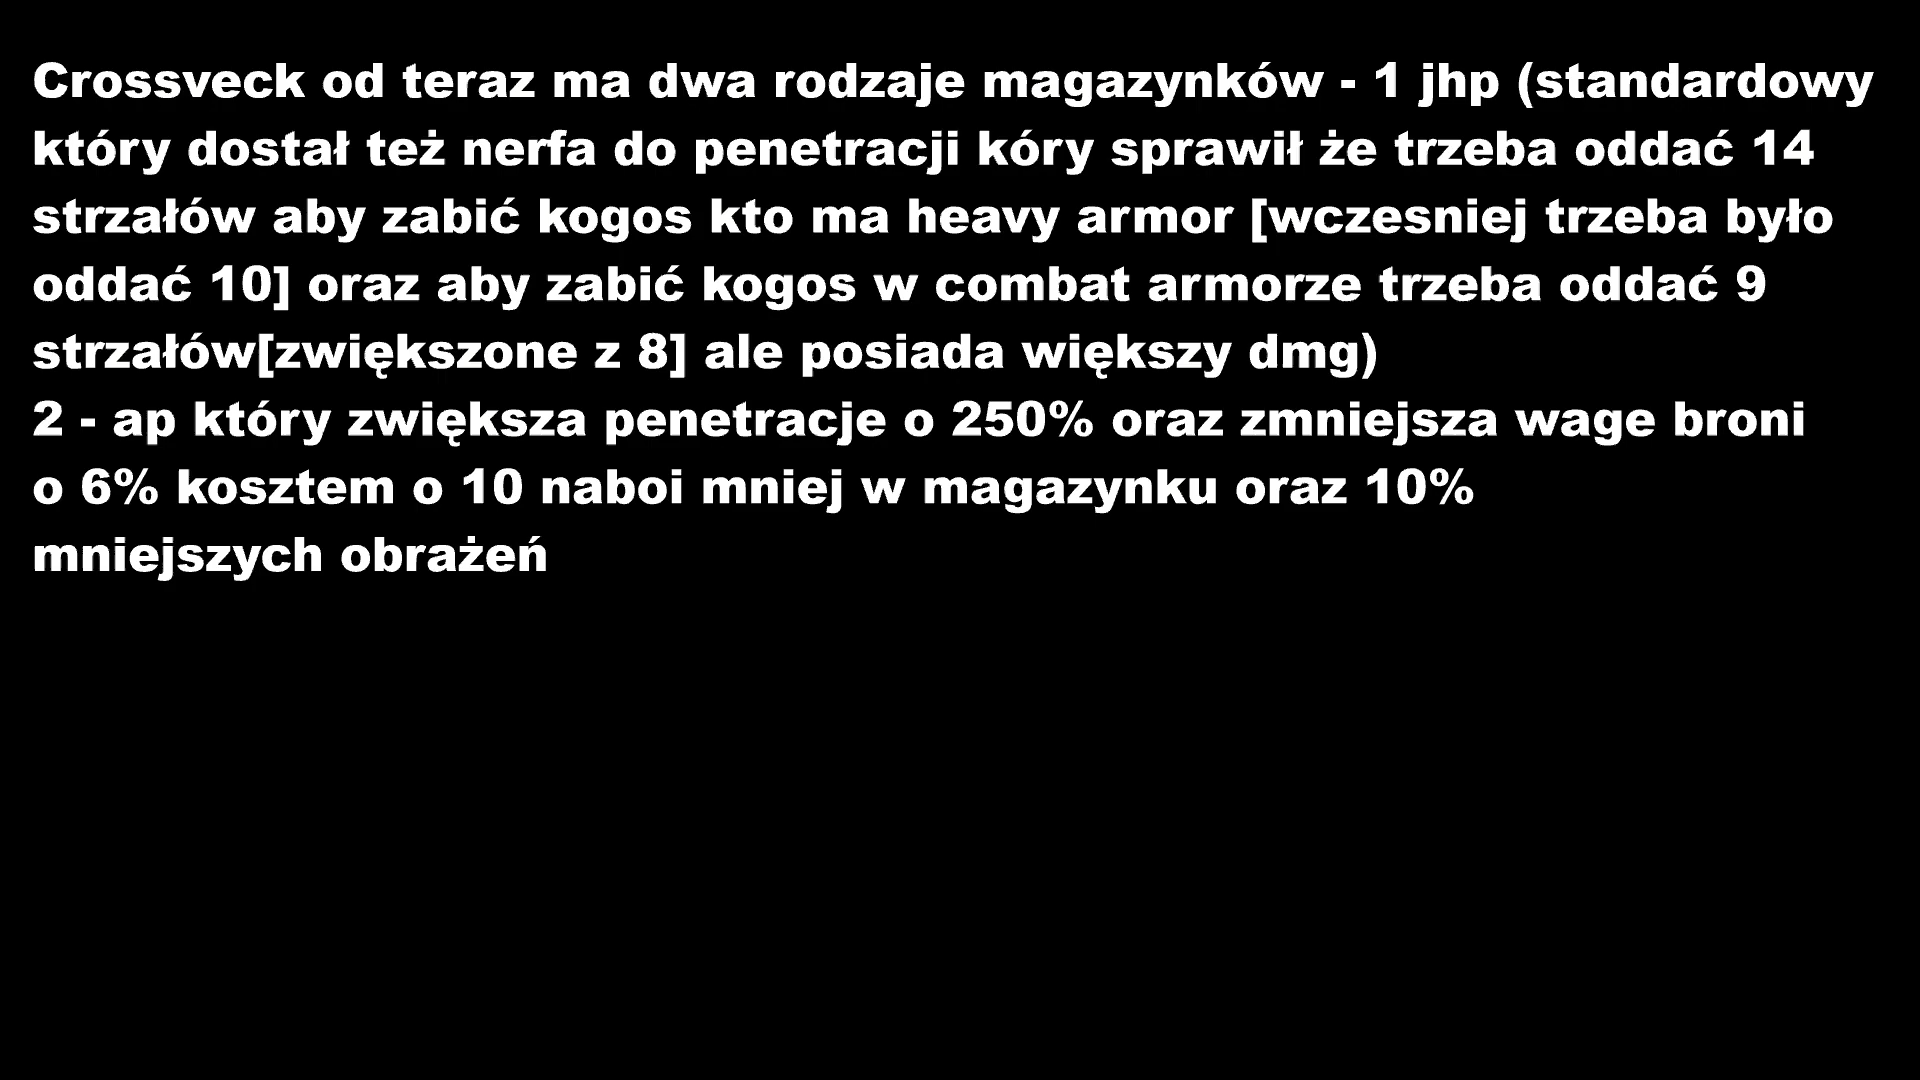 Crossveck od teraz ma dwa rodzaje magazynków - 1 jhp (standardowy
który dostał też nerfa do penetracji kóry sprawił że trzeba oddać 14
strzałów aby zabić kogos kto ma heavy armor [wczesniej trzeba było
oddać 10] oraz aby zabić kogos w combat armorze trzeba oddać 9
strzałów[zwiększone z 8] ale posiada większy dmg)
2 - ap który zwiększa penetracje o 250% oraz zmniejsza wage broni
o 6% kosztem o 10 naboi mniej w magazynku oraz 10%
mniejszych obrażeń